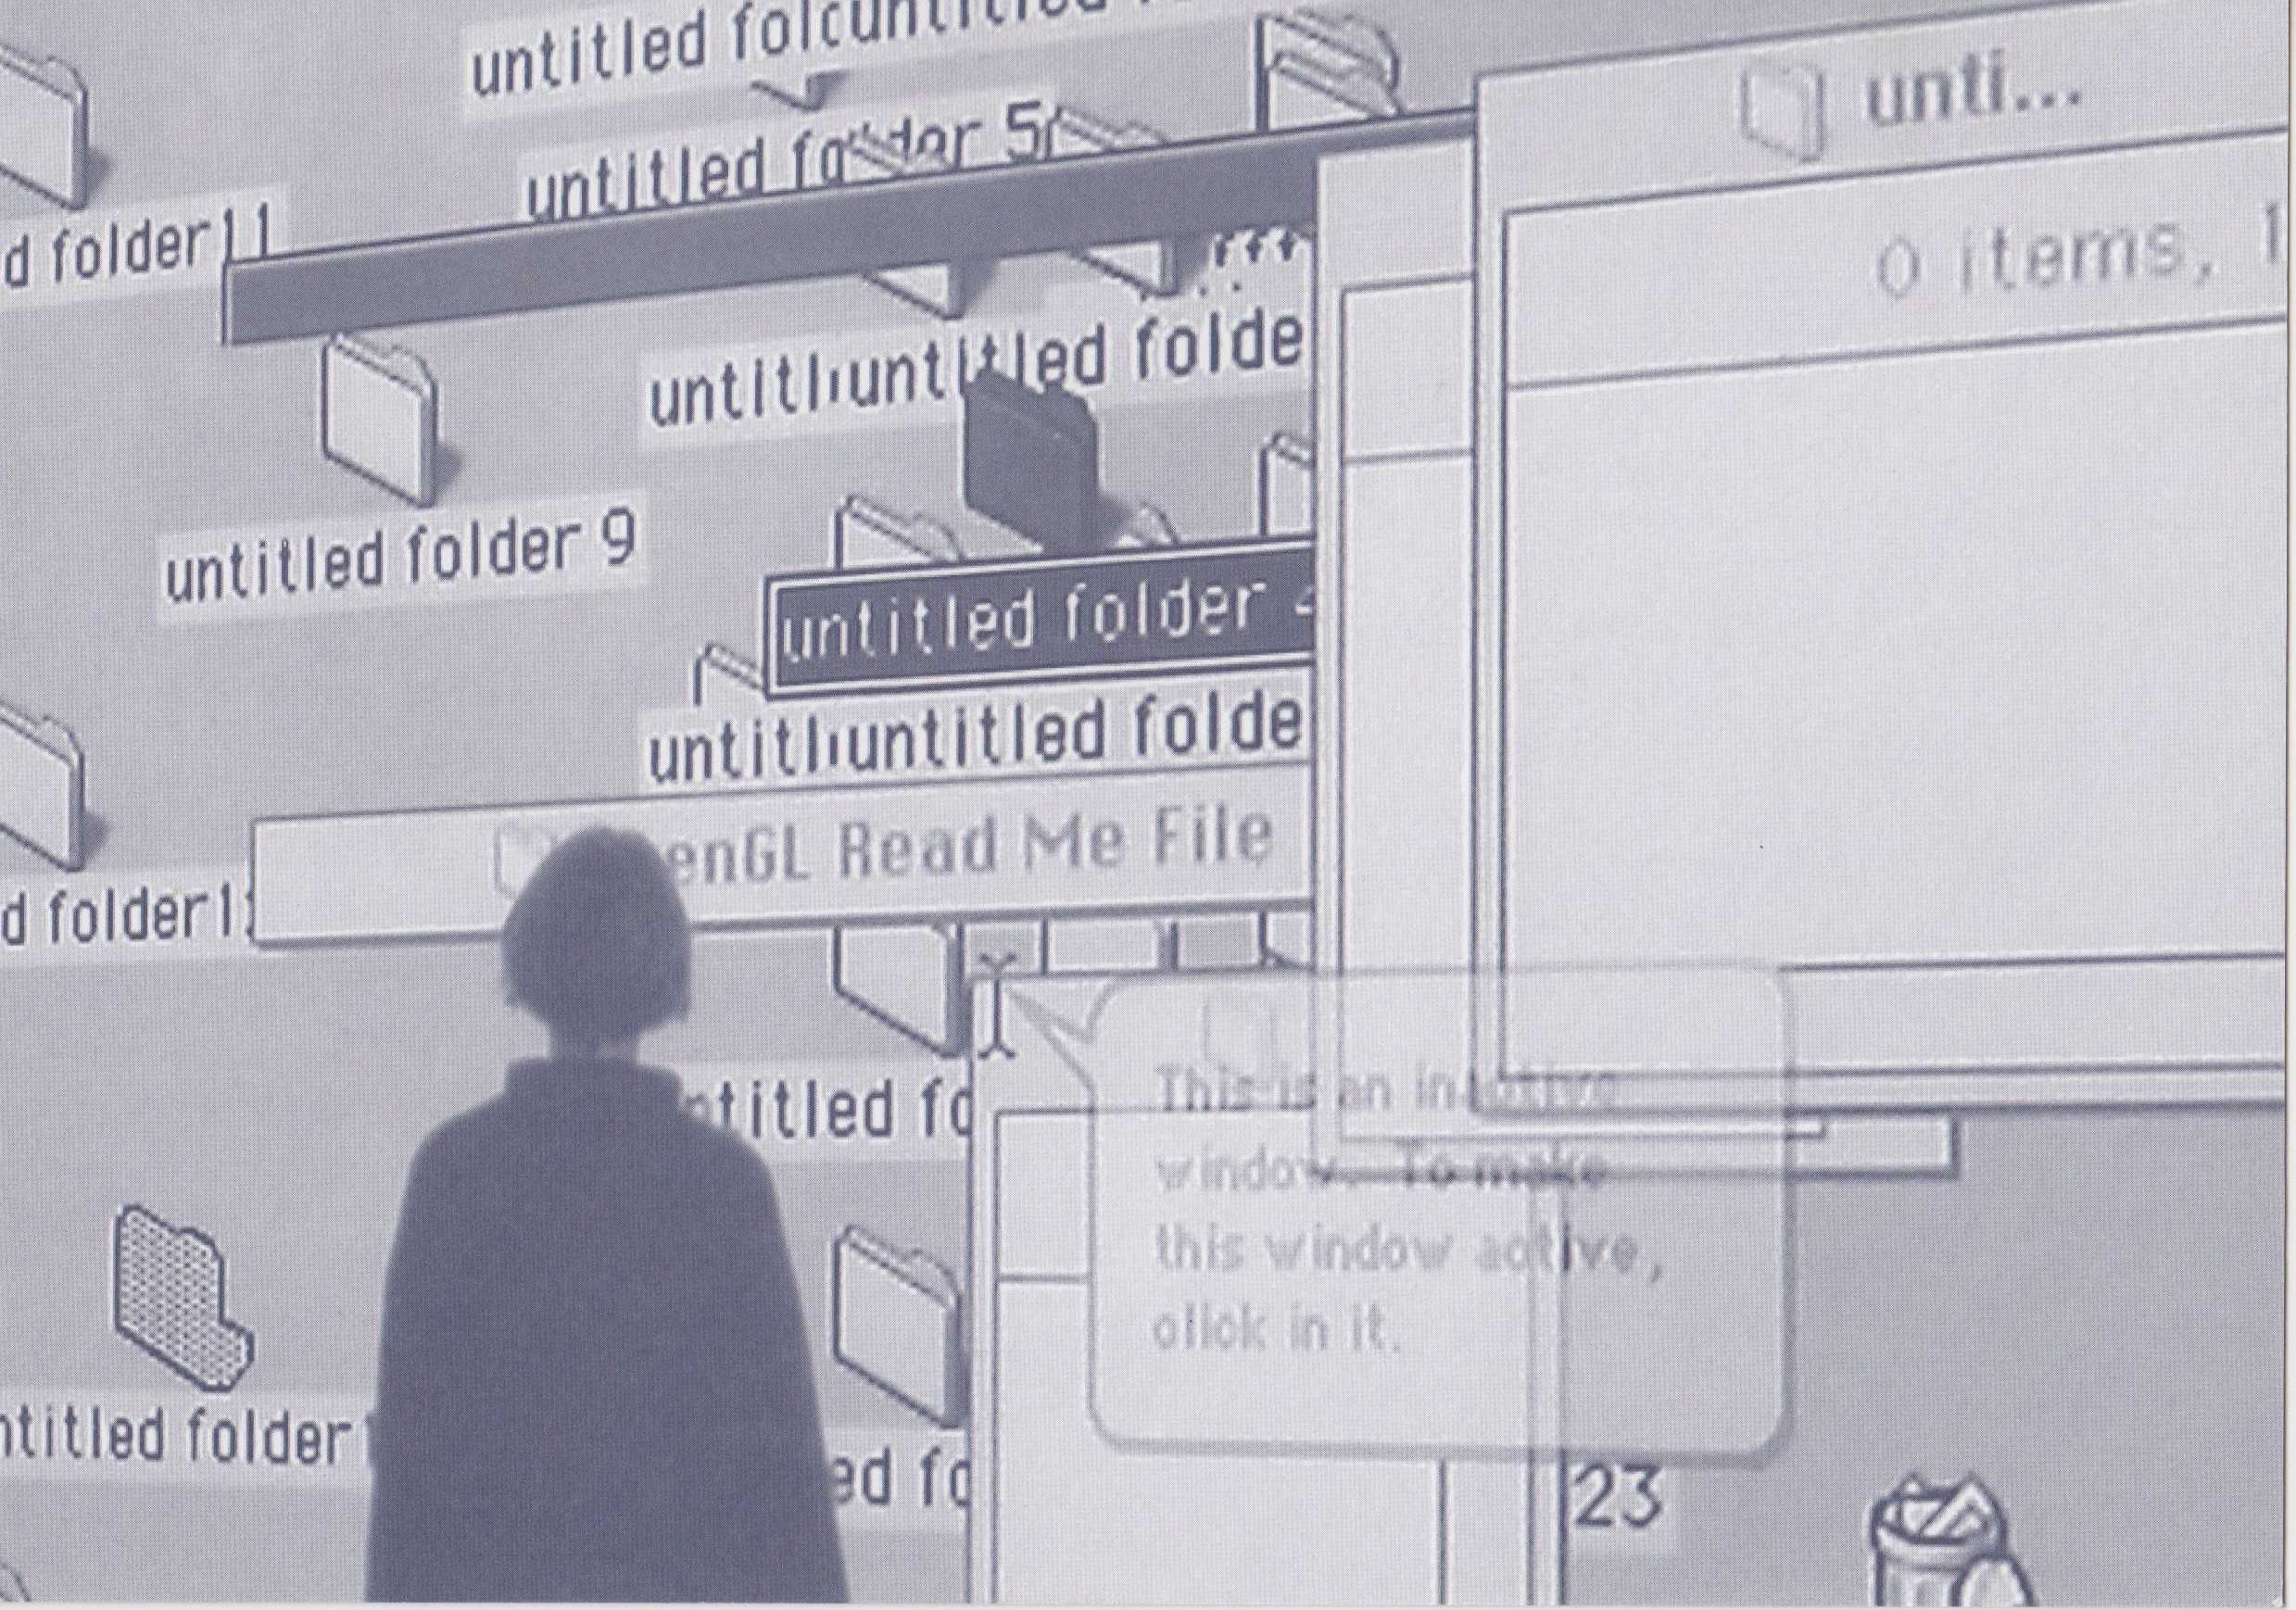 untitled folcuntitled
unti...
untitled folder 5
0 items, 1
d folder 11
untitluntitled folde
untitled folder 9
untitled folder 4
untitluntitled folde
enGL Read Me File
d folder 1
ntitled fo
This is an inactive
window. To make
this window active,
click in it.
ntitled folder
ed fo
23